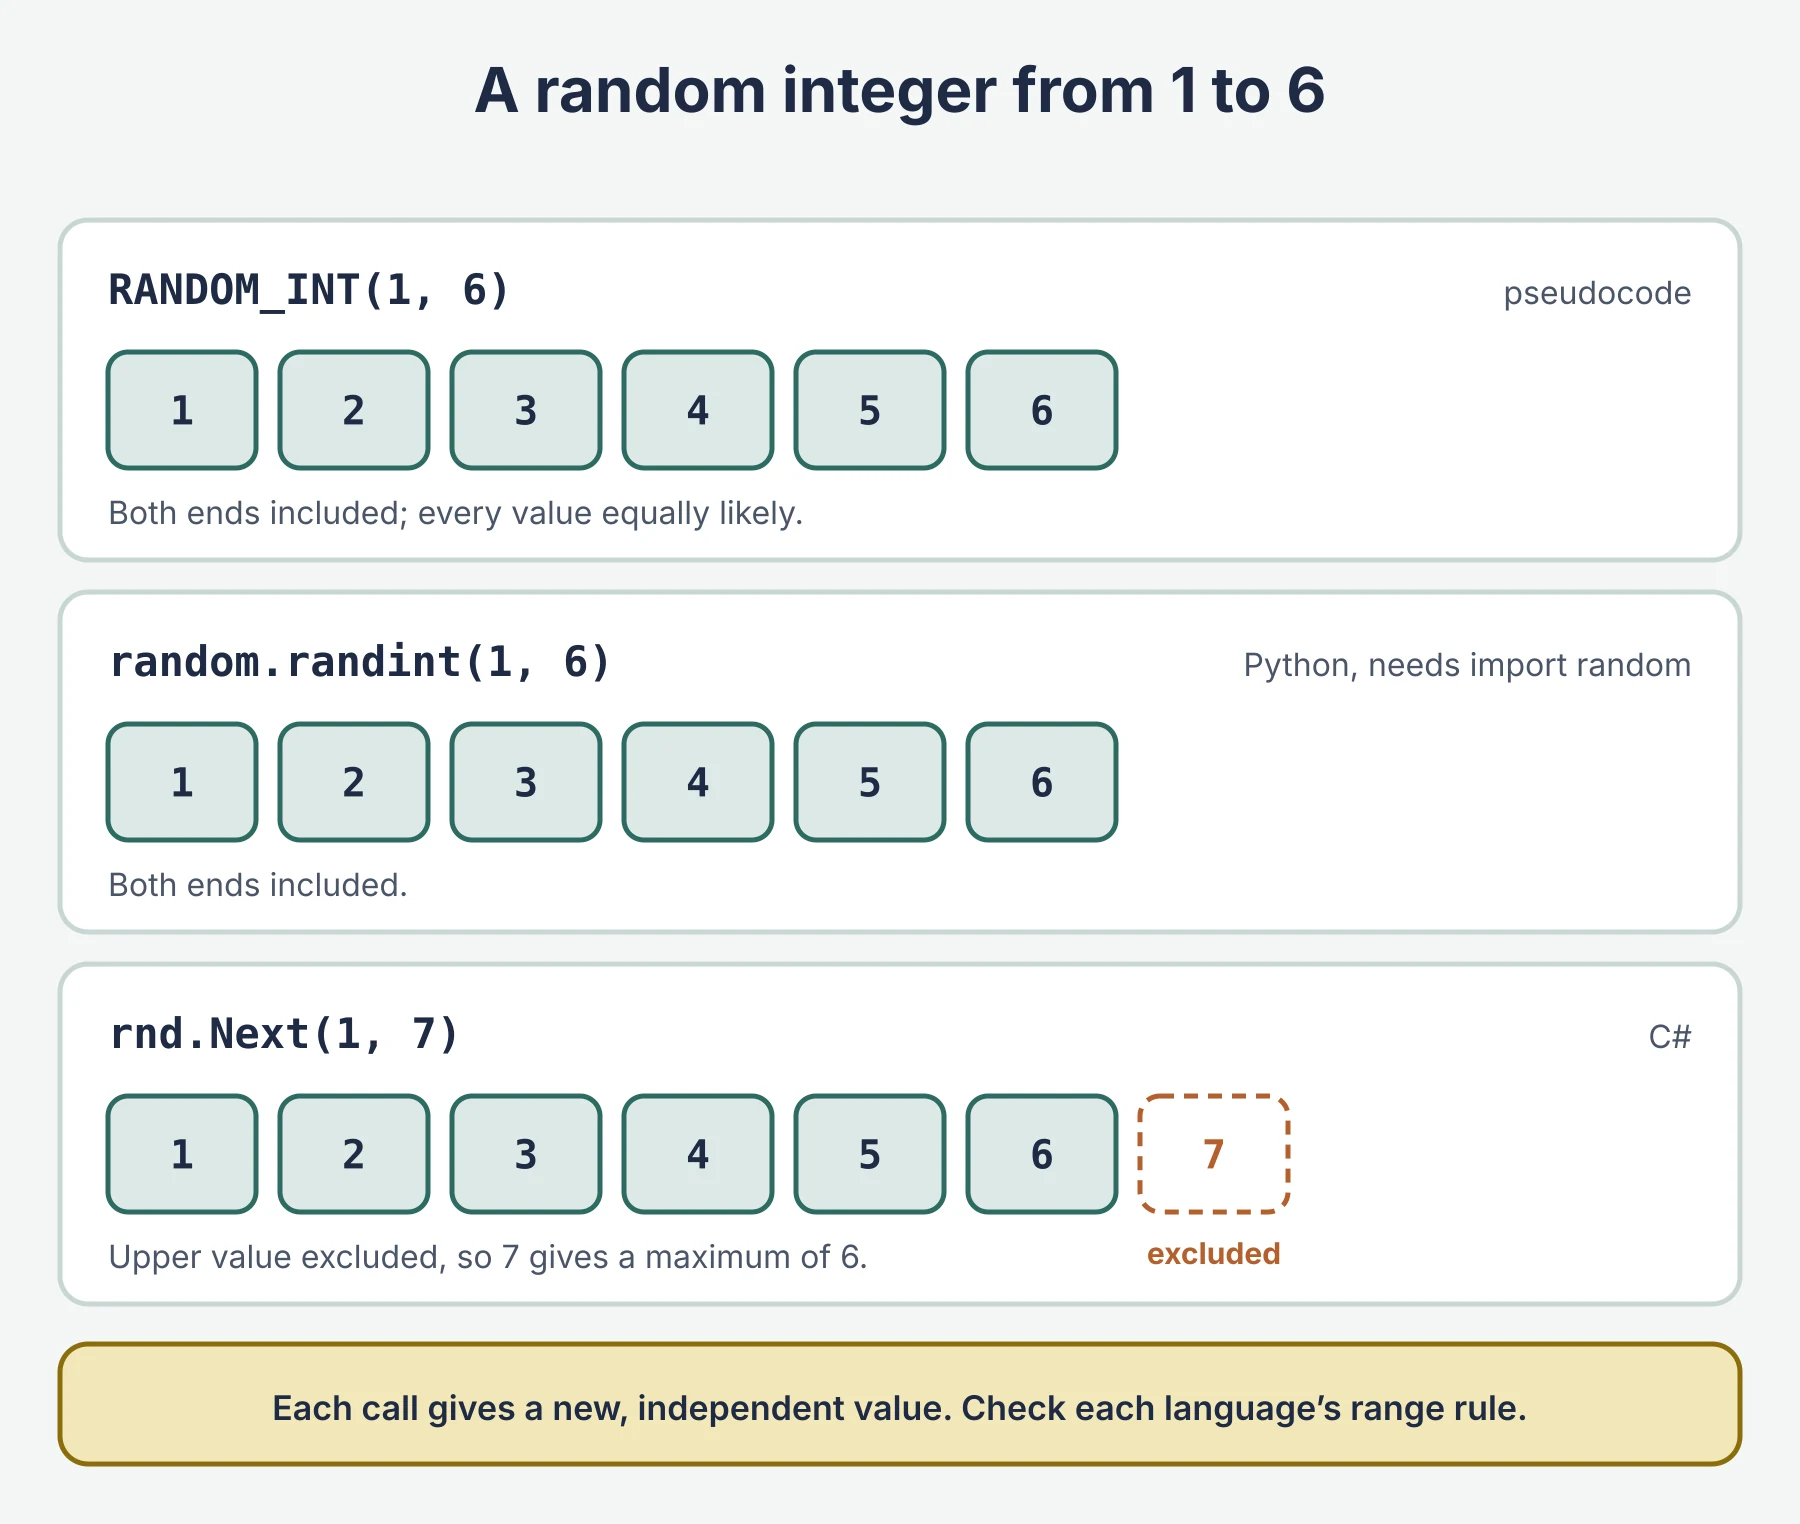 A random integer from 1 to 6
RANDOM_INT(1, 6)
pseudocode
1 2 3 4 5 6
Both ends included; every value equally likely.
random.randint(1, 6)
Python, needs import random
1 2 3 4 5 6
Both ends included.
rnd.Next(1, 7)
C#
1 2 3 4 5 6 7
Upper value excluded, so 7 gives a maximum of 6.
excluded
Each call gives a new, independent value. Check each language’s range rule.